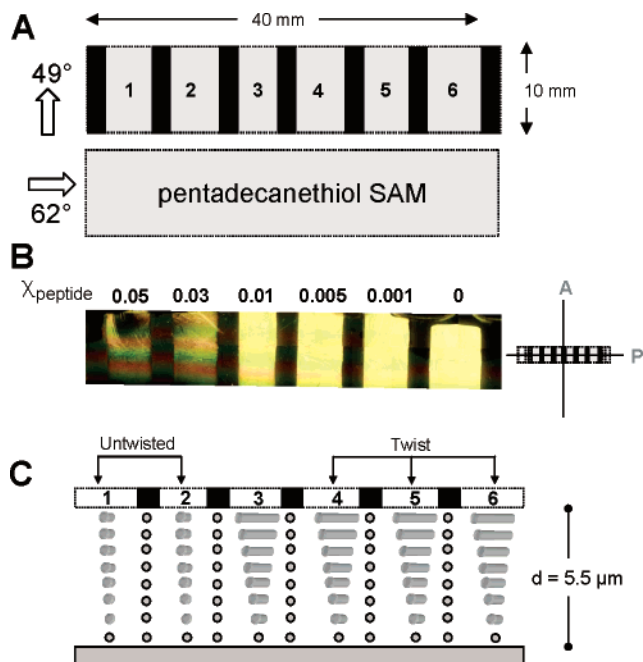 A
40 mm
49°
1 2 3 4 5 6
10 mm
62°
pentadecanethiol SAM
B
χpeptide 0.05 0.03 0.01 0.005 0.001 0
A
P
Untwisted Twist
C
1 2 3 4 5 6
d = 5.5 µm